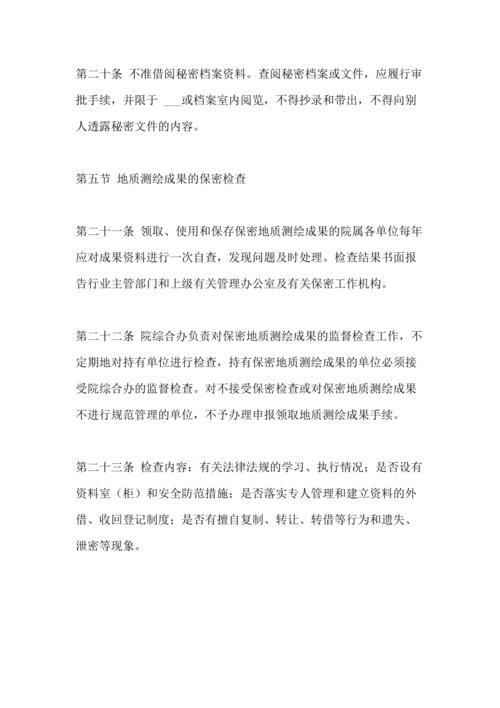 第二十条 不准借阅秘密档案资料。查阅秘密档案或文件，应履行审
批手续，并限于 ___或档案室内阅览，不得抄录和带出，不得向别
人透露秘密文件的内容。
第五节 地质测绘成果的保密检查
第二十一条 领取、使用和保存保密地质测绘成果的院属各单位每年
应对成果资料进行一次自查，发现问题及时处理。检查结果书面报
告行业主管部门和上级有关管理办公室及有关保密工作机构。
第二十二条 院综合办负责对保密地质测绘成果的监督检查工作，不
定期地对持有单位进行检查，持有保密地质测绘成果的单位必须接
受院综合办的监督检查。对不接受保密检查或对保密地质测绘成果
不进行规范管理的单位，不予办理申报领取地质测绘成果手续。
第二十三条 检查内容：有关法律法规的学习、执行情况；是否设有
资料室（柜）和安全防范措施；是否落实专人管理和建立资料的外
借、收回登记制度；是否有擅自复制、转让、转借等行为和遗失、
泄密等现象。